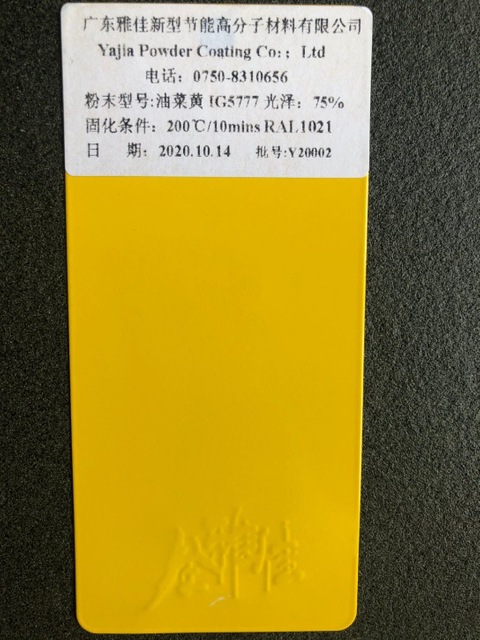 广东雅佳新型节能高分子材料有限公司
Yajia Powder Coating Co:; Ltd
电话: 0750-8310656
粉末型号:油菜黄 IG5777 光泽: 75%
固化条件: 200℃/10mins RAL1021
日 期: 2020.10.14 批号:Y20002
雅佳